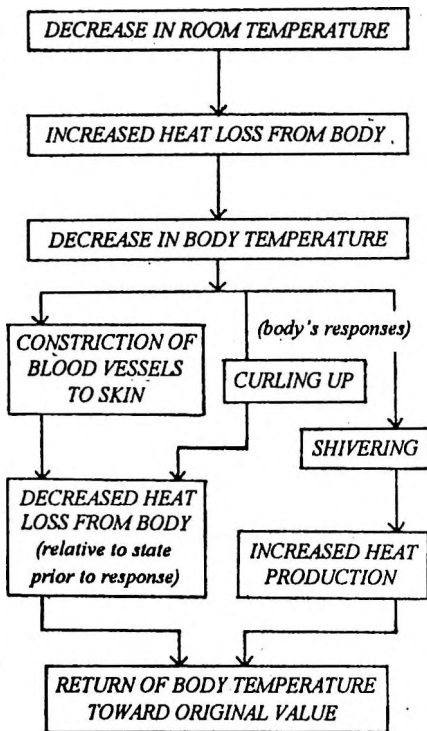 DECREASE IN ROOM TEMPERATURE
INCREASED HEAT LOSS FROM BODY
DECREASE IN BODY TEMPERATURE
CONSTRICTION OF
BLOOD VESSELS
TO SKIN
(body's responses)
CURLING UP
SHIVERING
DECREASED HEAT
LOSS FROM BODY
(relative to state
prior to response)
INCREASED HEAT
PRODUCTION
RETURN OF BODY TEMPERATURE
TOWARD ORIGINAL VALUE